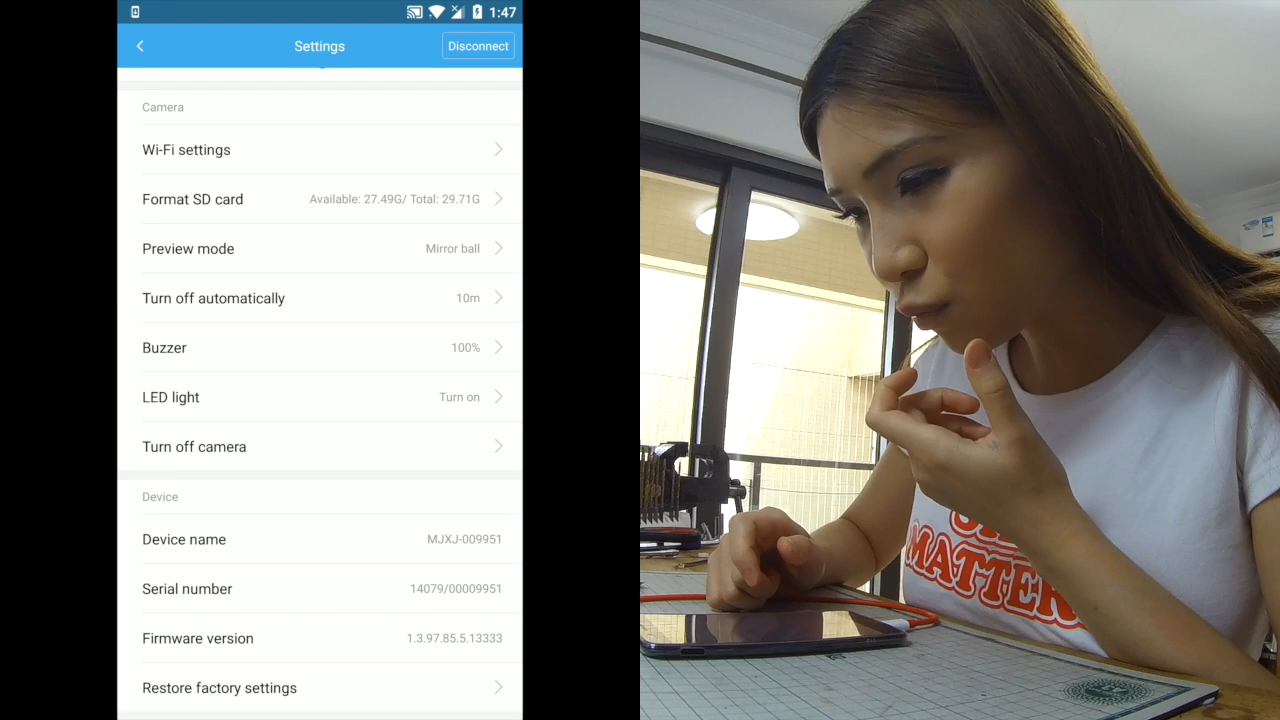 1:47
Settings
Disconnect
Camera
Wi-Fi settings
Format SD card Available: 27.49G/ Total: 29.71G
Preview mode Mirror ball
Turn off automatically 10m
Buzzer 100%
LED light Turn on
Turn off camera
Device
Device name MJXJ-009951
Serial number 14079/00009951
Firmware version 1.3.97.85.5.13333
Restore factory settings
MATTER